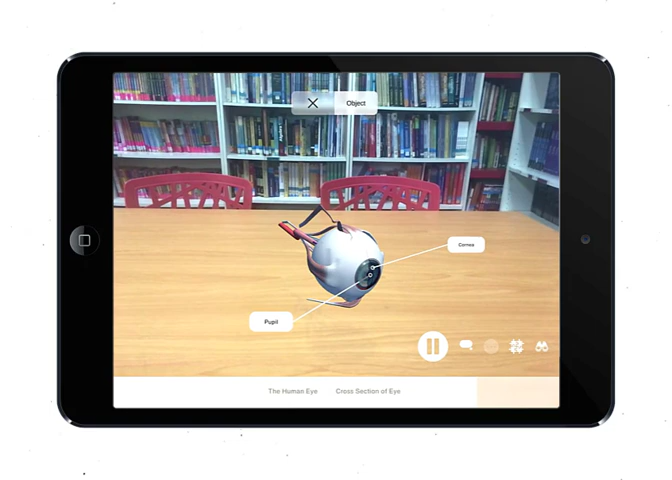 Object
Cornea
Pupil
The Human Eye
Cross Section of Eye